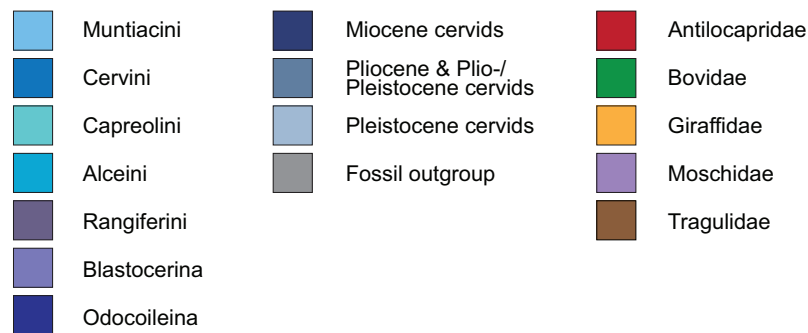 Muntiacini
Cervini
Capreolini
Alceini
Rangiferini
Blastocerina
Odocoileina
Miocene cervids
Pliocene & Plio-/
Pleistocene cervids
Pleistocene cervids
Fossil outgroup
Antilocapridae
Bovidae
Giraffidae
Moschidae
Tragulidae